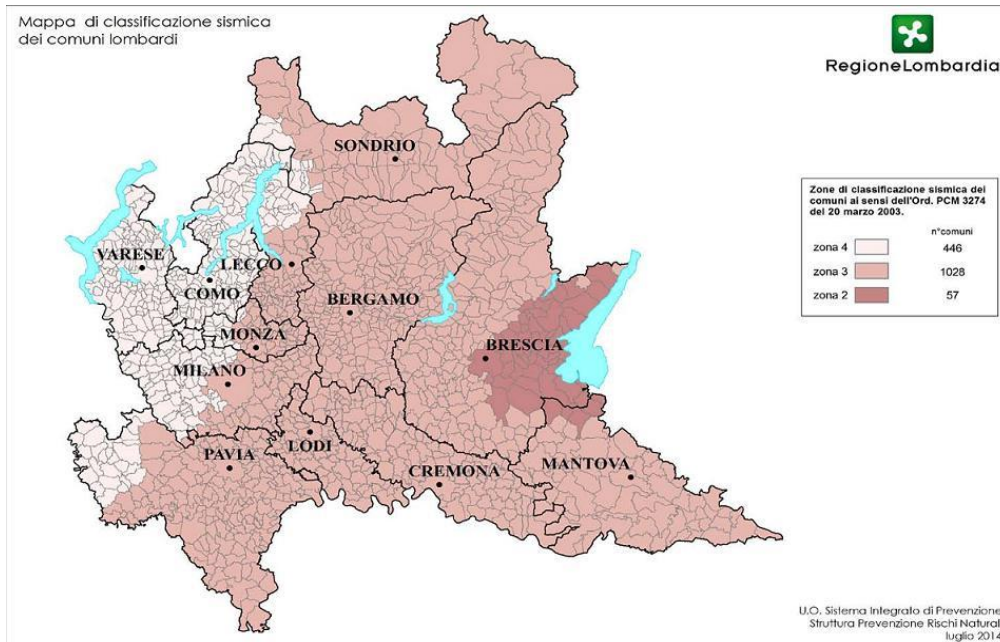 Mappa di classificazione sismica
dei comuni lombardi
RegioneLombardia
SONDRIO
VARESE
LECCO
COMO
BERGAMO
MONZA
BRESCIA
MILANO
LODI
PAVIA
CREMONA
MANTOVA
Zone di classificazione sismica dei
comuni ai sensi dell'Ord. PCM 3274
del 20 marzo 2003.
n°comuni
zona 4 446
zona 3 1028
zona 2 57
U.O. Sistema Integrato di Prevenzione
Struttura Prevenzione Rischi Natural
luglio 2014